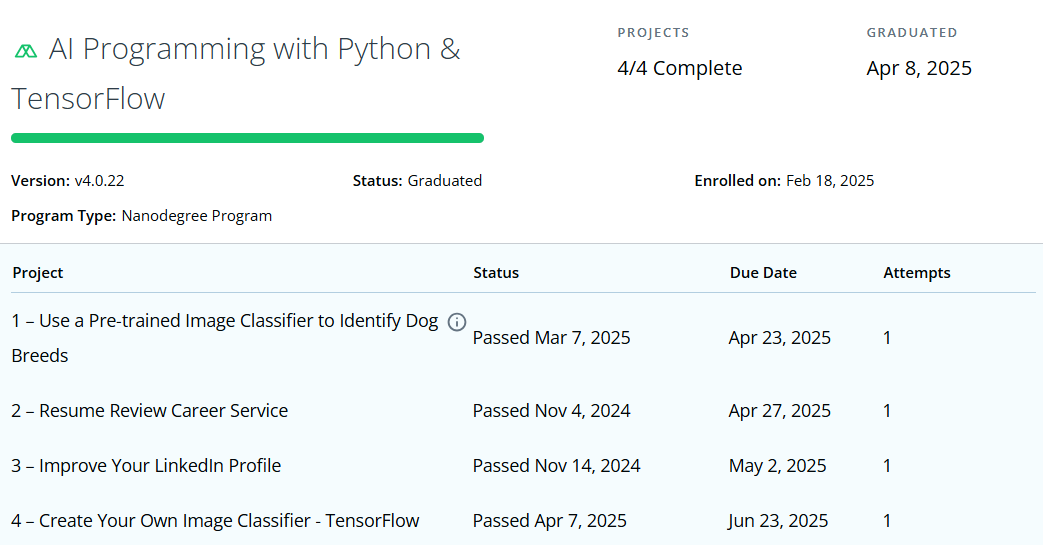 AI Programming with Python &
TensorFlow
PROJECTS
4/4 Complete
GRADUATED
Apr 8, 2025
Version: v4.0.22
Status: Graduated
Enrolled on: Feb 18, 2025
Program Type: Nanodegree Program
Project Status Due Date Attempts
1 – Use a Pre-trained Image Classifier to Identify Dog
Breeds
Passed Mar 7, 2025 Apr 23, 2025 1
2 – Resume Review Career Service Passed Nov 4, 2024 Apr 27, 2025 1
3 – Improve Your LinkedIn Profile Passed Nov 14, 2024 May 2, 2025 1
4 – Create Your Own Image Classifier - TensorFlow Passed Apr 7, 2025 Jun 23, 2025 1